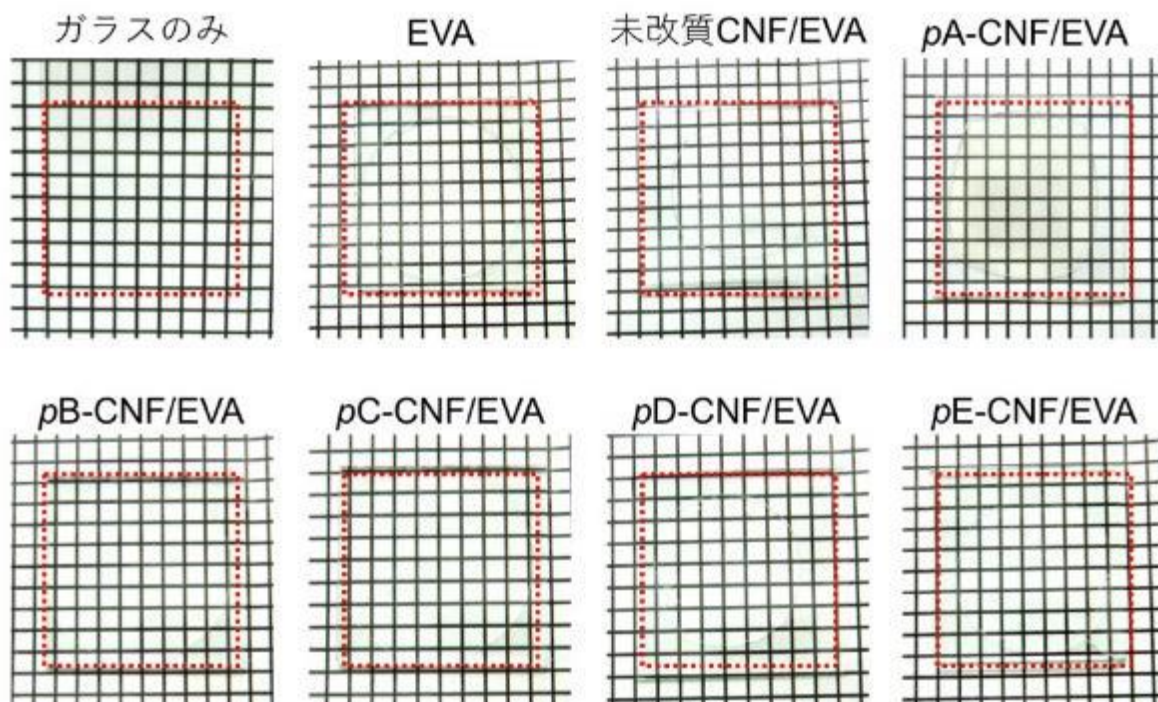 ガラスのみ
EVA
未改質CNF/EVA
pA-CNF/EVA
pB-CNF/EVA
pC-CNF/EVA
pD-CNF/EVA
pE-CNF/EVA